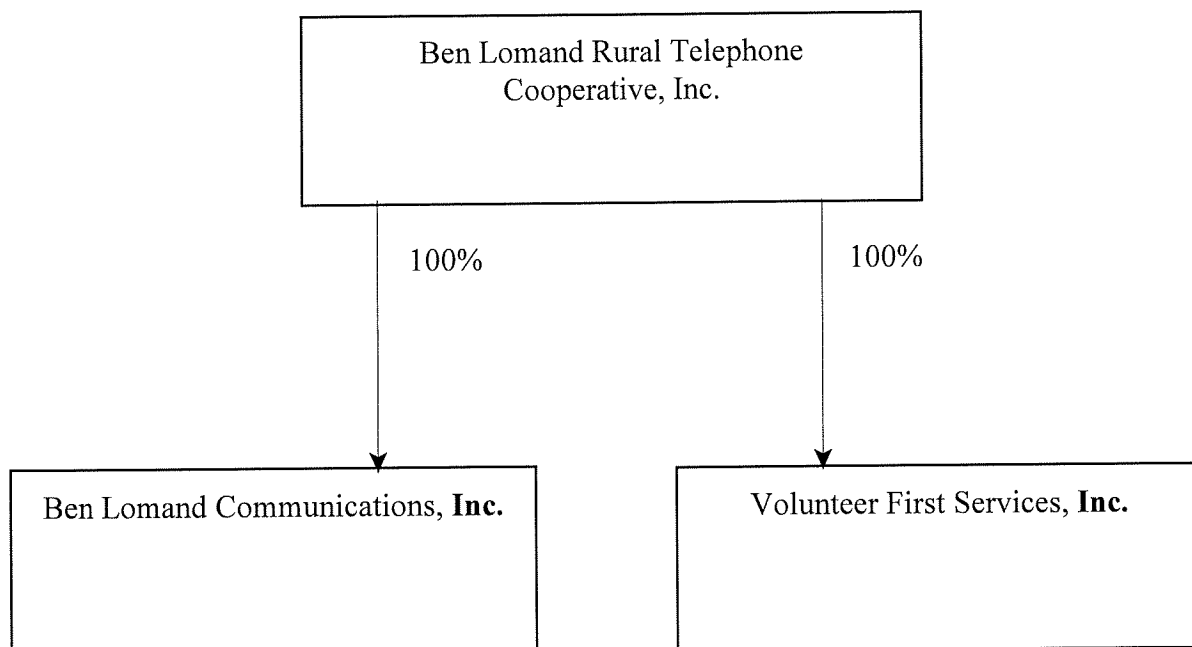 Ben Lomand Rural Telephone
Cooperative, Inc.
100%
100%
Ben Lomand Communications, Inc.
Volunteer First Services, Inc.